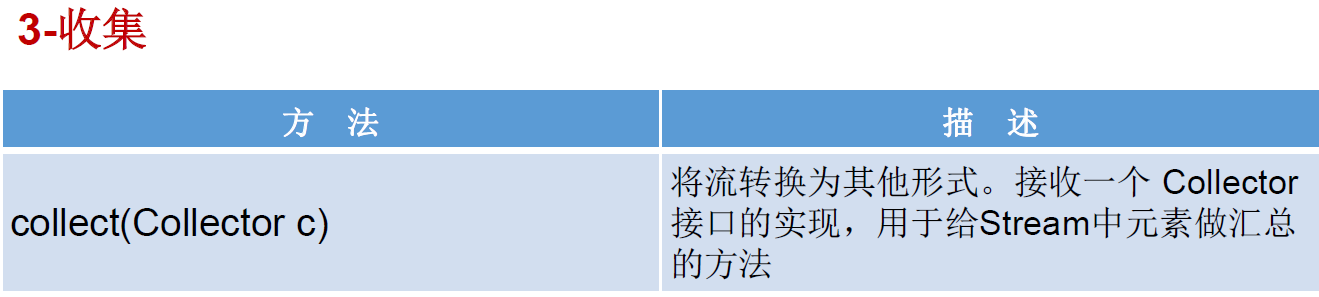 3-收集
方 法
描 述
collect(Collector c)
将流转换为其他形式。接收一个 Collector
接口的实现，用于给Stream中元素做汇总
的方法